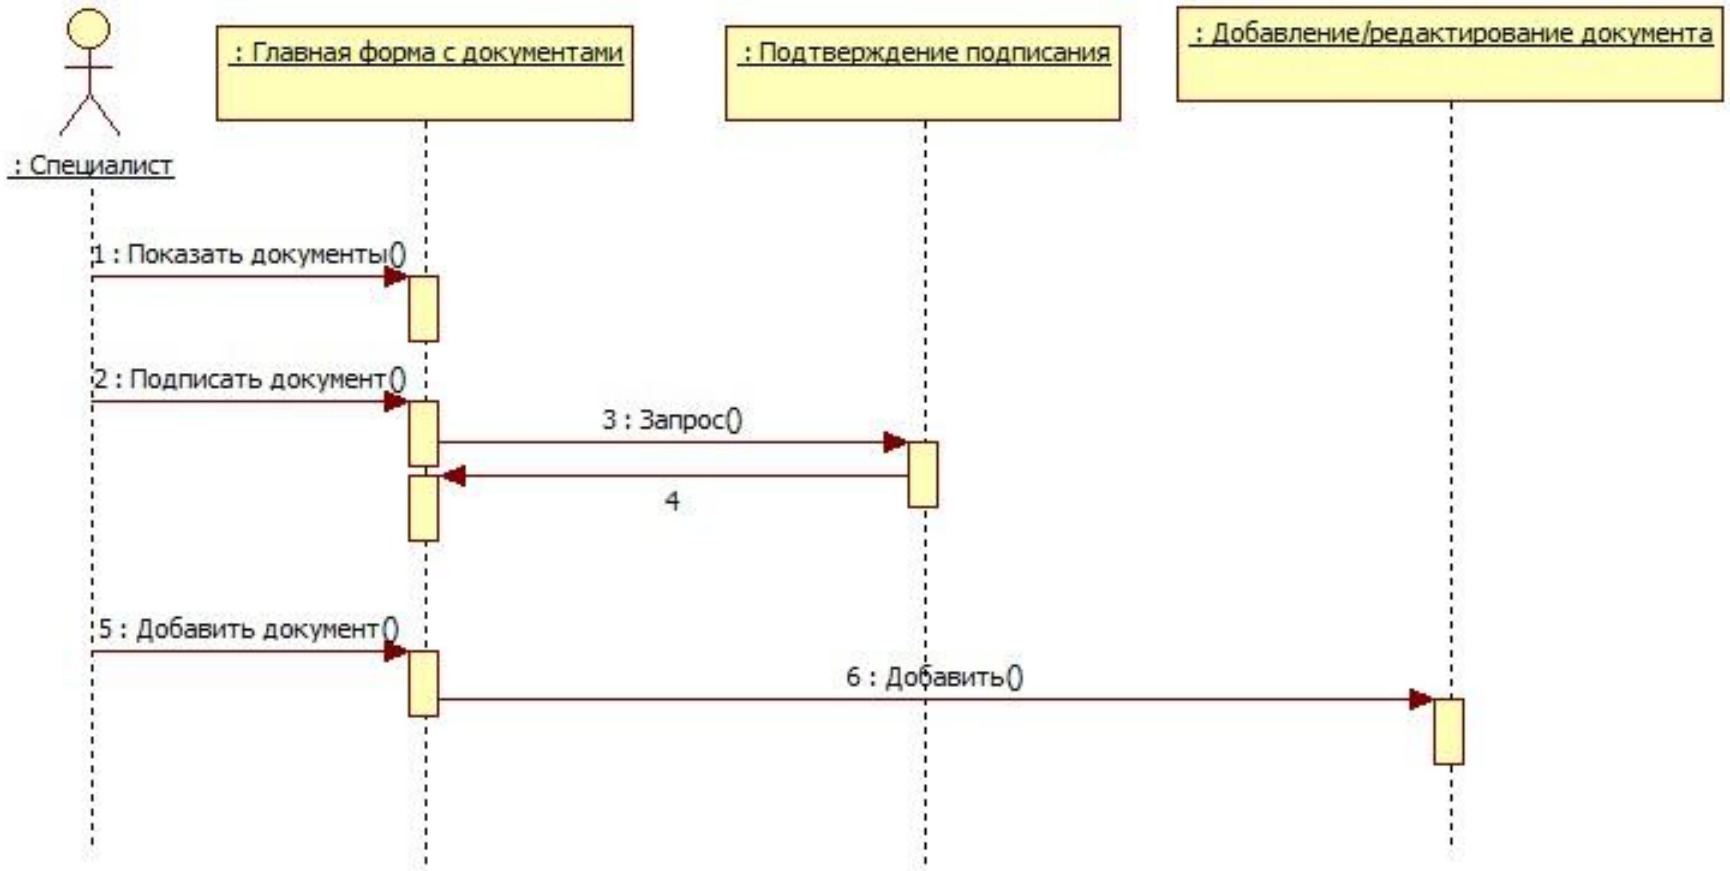 : Главная форма с документами
: Подтверждение подписания
: Добавление/редактирование документа
: Специалист
1 : Показать документы()
2 : Подписать документ()
3 : Запрос()
4
5 : Добавить документ()
6 : Добавить()